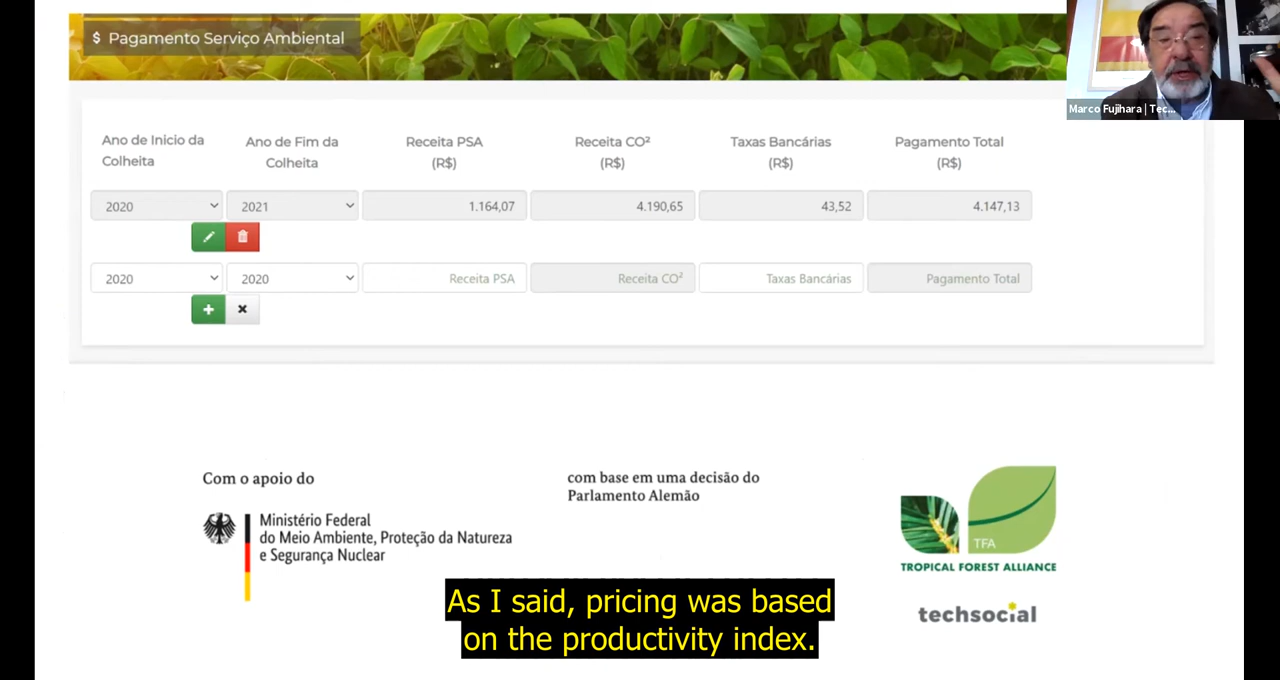 $ Pagamento Serviço Ambiental
Marco Fujihara | Tec...
Ano de Inicio da
Colheita
Ano de Fim da
Colheita
Receita PSA
(R$)
Receita CO²
(R$)
Taxas Bancárias
(R$)
Pagamento Total
(R$)
2020 2021 1.164,07 4.190,65 43,52 4.147,13
2020 2020 Receita PSA Receita CO² Taxas Bancárias Pagamento Total
Com o apoio do
Ministério Federal
do Meio Ambiente, Proteção da Natureza
e Segurança Nuclear
com base em uma decisão do
Parlamento Alemão
TFA
TROPICAL FOREST ALLIANCE
techsocial
As I said, pricing was based
on the productivity index.